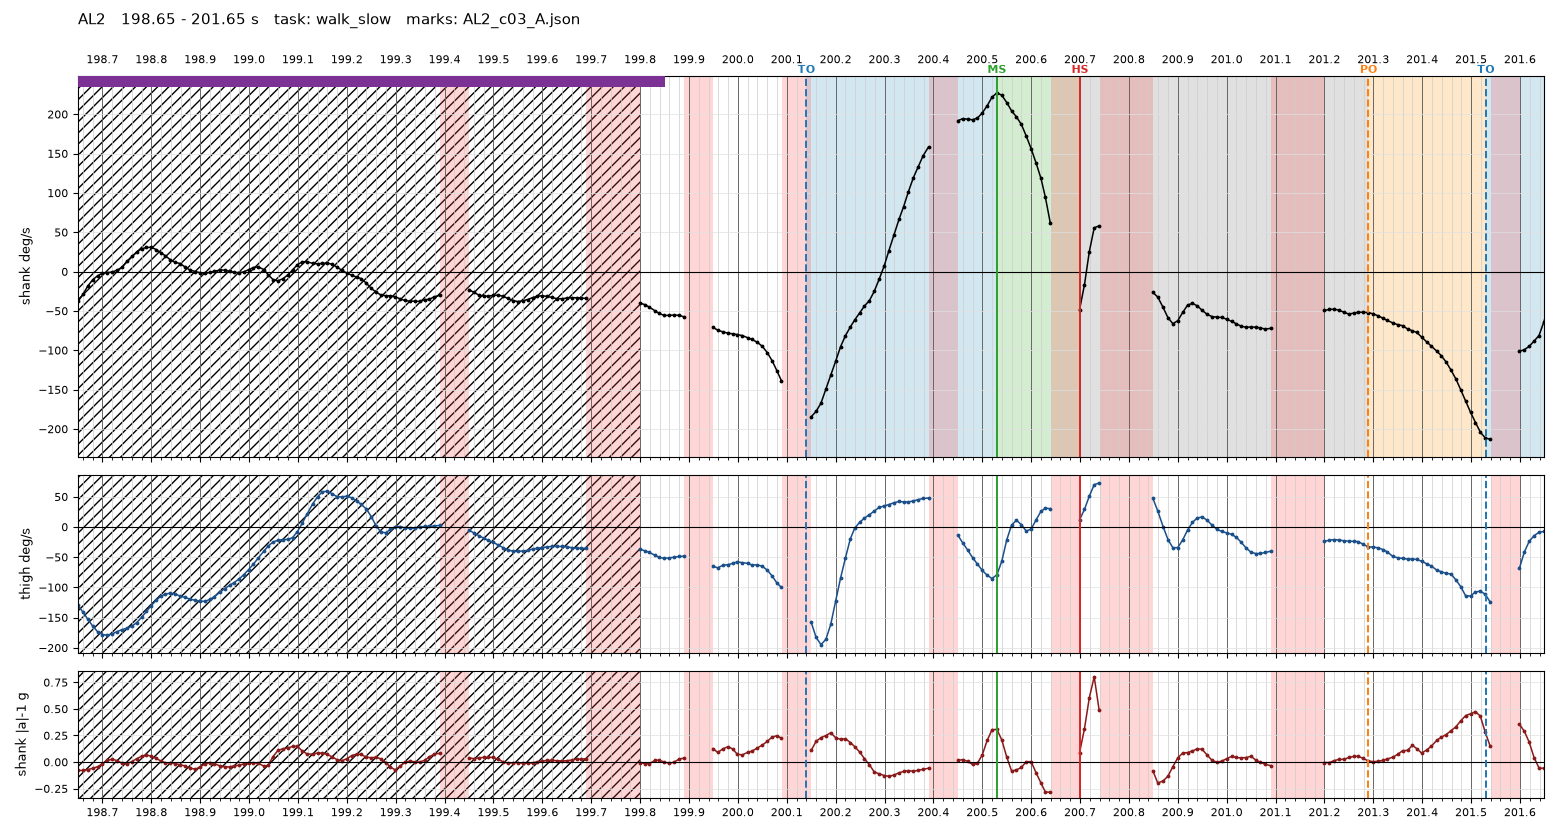 AL2   198.65 - 201.65 s   task: walk_slow   marks: AL2_c03_A.json
198.7 198.8 198.9 199.0 199.1 199.2 199.3 199.4 199.5 199.6 199.7 199.8 199.9 200.0 200.1 200.2 200.3 200.4 200.5 200.6 200.7 200.8 200.9 201.0 201.1 201.2 201.3 201.4 201.5 201.6
TO MS HS PO TO
shank deg/s
200
150
100
50
0
−50
−100
−150
−200
thigh deg/s
50
0
−50
−100
−150
−200
shank |a|-1 g
0.75
0.50
0.25
0.00
−0.25
198.7 198.8 198.9 199.0 199.1 199.2 199.3 199.4 199.5 199.6 199.7 199.8 199.9 200.0 200.1 200.2 200.3 200.4 200.5 200.6 200.7 200.8 200.9 201.0 201.1 201.2 201.3 201.4 201.5 201.6